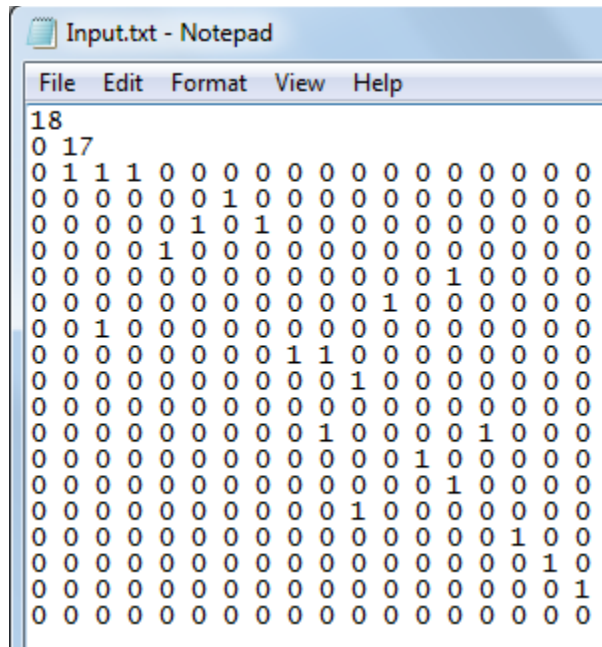 Input.txt - Notepad
File Edit Format View Help
18
0 17
0 1 1 1 0 0 0 0 0 0 0 0 0 0 0 0 0 0
0 0 0 0 0 0 1 0 0 0 0 0 0 0 0 0 0 0
0 0 0 0 0 1 0 1 0 0 0 0 0 0 0 0 0 0
0 0 0 0 1 0 0 0 0 0 0 0 0 0 0 0 0 0
0 0 0 0 0 0 0 0 0 0 0 0 0 1 0 0 0 0
0 0 0 0 0 0 0 0 0 0 0 1 0 0 0 0 0 0
0 0 1 0 0 0 0 0 0 0 0 0 0 0 0 0 0 0
0 0 0 0 0 0 0 0 1 1 0 0 0 0 0 0 0 0
0 0 0 0 0 0 0 0 0 0 1 0 0 0 0 0 0 0
0 0 0 0 0 0 0 0 0 0 0 0 0 0 0 0 0 0
0 0 0 0 0 0 0 0 0 1 0 0 0 0 1 0 0 0
0 0 0 0 0 0 0 0 0 0 0 0 1 0 0 0 0 0
0 0 0 0 0 0 0 0 0 0 0 0 0 1 0 0 0 0
0 0 0 0 0 0 0 0 0 0 1 0 0 0 0 0 0 0
0 0 0 0 0 0 0 0 0 0 0 0 0 0 0 1 0 0
0 0 0 0 0 0 0 0 0 0 0 0 0 0 0 0 1 0
0 0 0 0 0 0 0 0 0 0 0 0 0 0 0 0 0 1
0 0 0 0 0 0 0 0 0 0 0 0 0 0 0 0 0 0